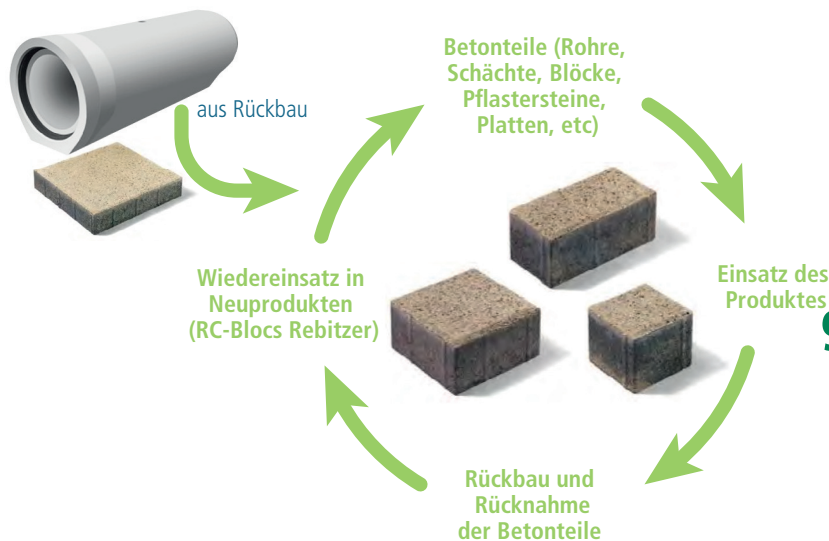 aus Rückbau
Betonteile (Rohre,
Schächte, Blöcke,
Pflastersteine,
Platten, etc)
Einsatz des
Produktes
Rückbau und
Rücknahme
der Betonteile
Wiedereinsatz in
Neuprodukten
(RC-Blocs Rebitzer)